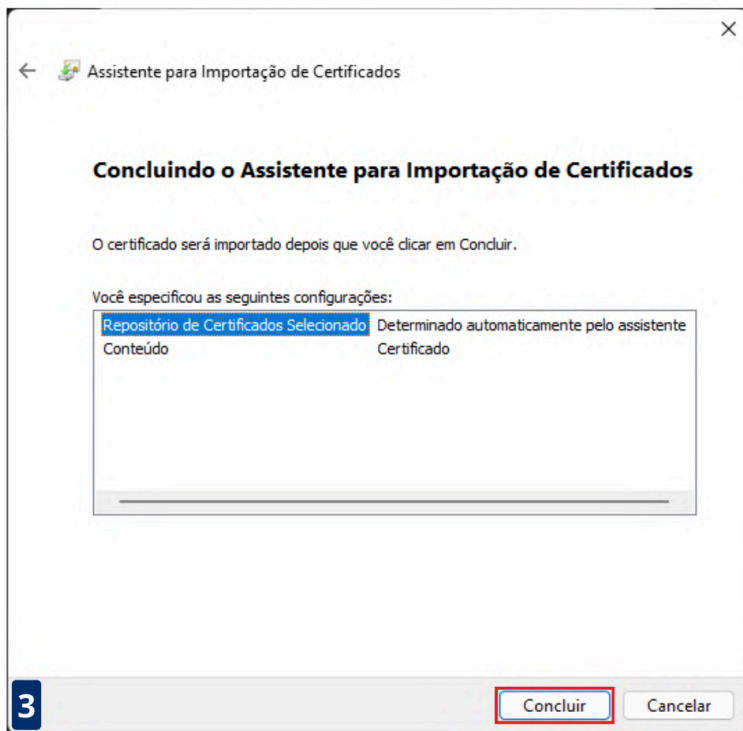 Assistente para Importação de Certificados
Concluindo o Assistente para Importação de Certificados
O certificado será importado depois que você clicar em Concluir.
Você especificou as seguintes configurações:
Repositório de Certificados Selecionado Determinado automaticamente pelo assistente
Conteúdo Certificado
3 Concluir Cancelar